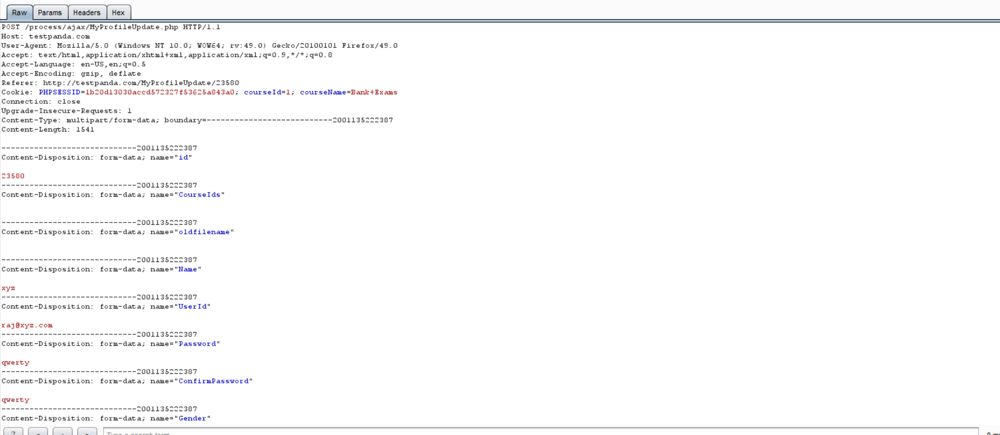 Raw Params Headers Hex
POST /process/ajax/MyProfileUpdate.php HTTP/1.1
Host: testpanda.com
User-Agent: Mozilla/5.0 (Windows NT 10.0; WOW64; rv:49.0) Gecko/20100101 Firefox/49.0
Accept: text/html,application/xhtml+xml,application/xml;q=0.9,*/*;q=0.8
Accept-Language: en-US,en;q=0.5
Accept-Encoding: gzip, deflate
Referer: http://testpanda.com/MyProfileUpdate/23580
Cookie: PHPSESSID=1b20d13030accd572327f53625a843a0; courseId=1; courseName=Bank+Exams
Connection: close
Upgrade-Insecure-Requests: 1
Content-Type: multipart/form-data; boundary=---------------------------2001135222387
Content-Length: 1541
-----------------------------2001135222387
Content-Disposition: form-data; name="id"
23580
-----------------------------2001135222387
Content-Disposition: form-data; name="CourseIds"
-----------------------------2001135222387
Content-Disposition: form-data; name="oldfilename"
-----------------------------2001135222387
Content-Disposition: form-data; name="Name"
xyz
-----------------------------2001135222387
Content-Disposition: form-data; name="UserId"
raj@xyz.com
-----------------------------2001135222387
Content-Disposition: form-data; name="Password"
qwerty
-----------------------------2001135222387
Content-Disposition: form-data; name="ConfirmPassword"
qwerty
-----------------------------2001135222387
Content-Disposition: form-data; name="Gender"
? < + > Type a search term